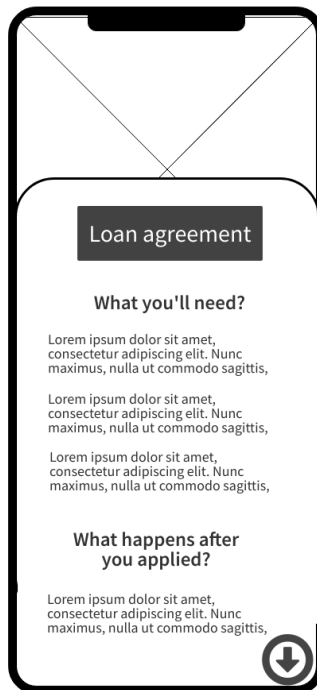 Loan agreement
What you'll need?
Lorem ipsum dolor sit amet,
consectetur adipiscing elit. Nunc
maximus, nulla ut commodo sagittis,
Lorem ipsum dolor sit amet,
consectetur adipiscing elit. Nunc
maximus, nulla ut commodo sagittis,
Lorem ipsum dolor sit amet,
consectetur adipiscing elit. Nunc
maximus, nulla ut commodo sagittis,
What happens after
you applied?
Lorem ipsum dolor sit amet,
consectetur adipiscing elit. Nunc
maximus, nulla ut commodo sagittis,